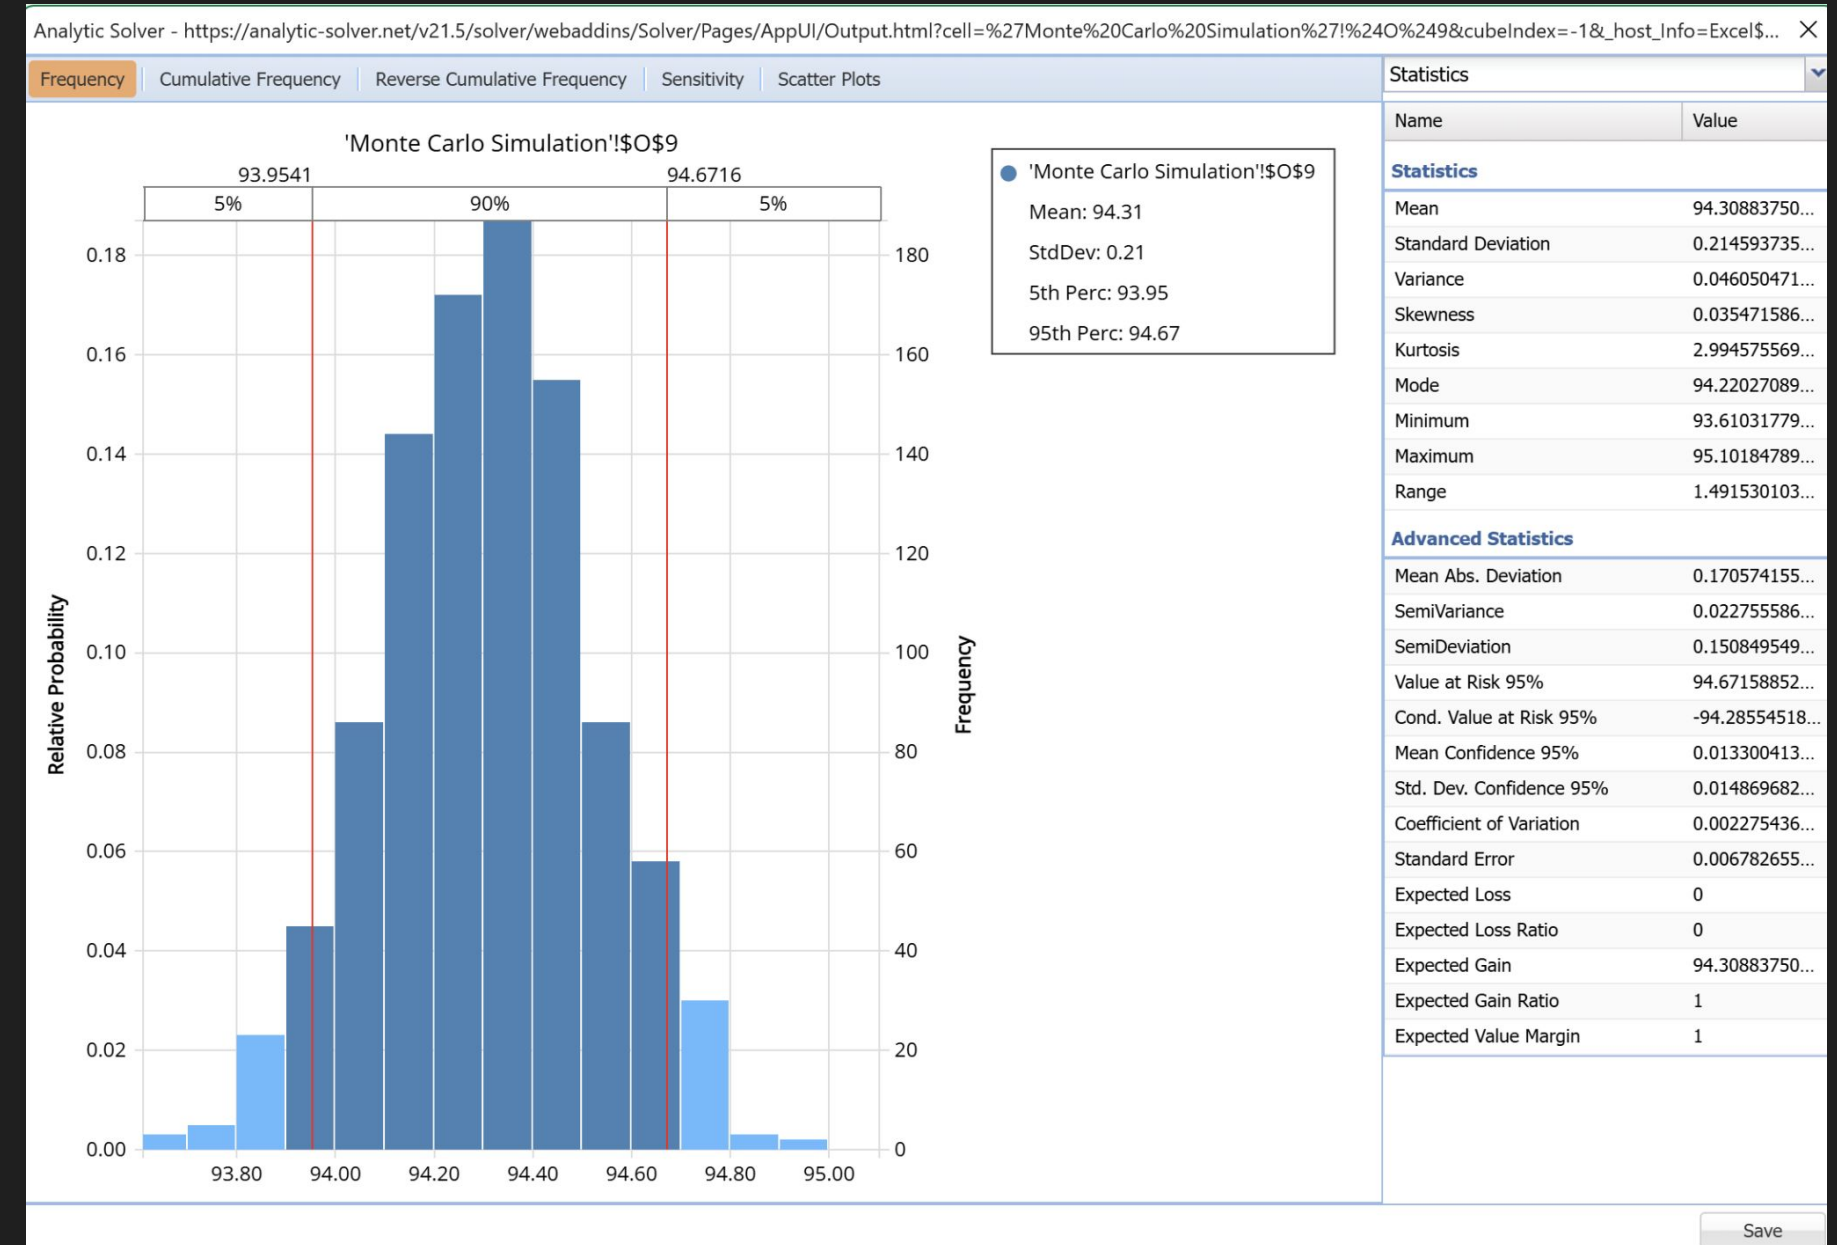 Analytic Solver - https://analytic-solver.net/v21.5/solver/webaddins/Solver/Pages/AppUI/Output.html?cell=%27Monte%20Carlo%20Simulation%27!%24O%249&cubeIndex=-1&_host_Info=Excel$...
Frequency Cumulative Frequency Reverse Cumulative Frequency Sensitivity Scatter Plots
'Monte Carlo Simulation'!$O$9
93.9541 94.6716
5% 90% 5%
0.18
0.16
0.14
0.12
0.10
0.08
0.06
0.04
0.02
0.00
Relative Probability
180
160
140
120
100
80
60
40
20
0
Frequency
93.80 94.00 94.20 94.40 94.60 94.80 95.00
'Monte Carlo Simulation'!$O$9
Mean: 94.31
StdDev: 0.21
5th Perc: 93.95
95th Perc: 94.67
Statistics
Name Value
Statistics
Mean 94.30883750...
Standard Deviation 0.214593735...
Variance 0.046050471...
Skewness 0.035471586...
Kurtosis 2.994575569...
Mode 94.22027089...
Minimum 93.61031779...
Maximum 95.10184789...
Range 1.491530103...
Advanced Statistics
Mean Abs. Deviation 0.170574155...
SemiVariance 0.022755586...
SemiDeviation 0.150849549...
Value at Risk 95% 94.67158852...
Cond. Value at Risk 95% -94.28554518...
Mean Confidence 95% 0.013300413...
Std. Dev. Confidence 95% 0.014869682...
Coefficient of Variation 0.002275436...
Standard Error 0.006782655...
Expected Loss 0
Expected Loss Ratio 0
Expected Gain 94.30883750...
Expected Gain Ratio 1
Expected Value Margin 1
Save